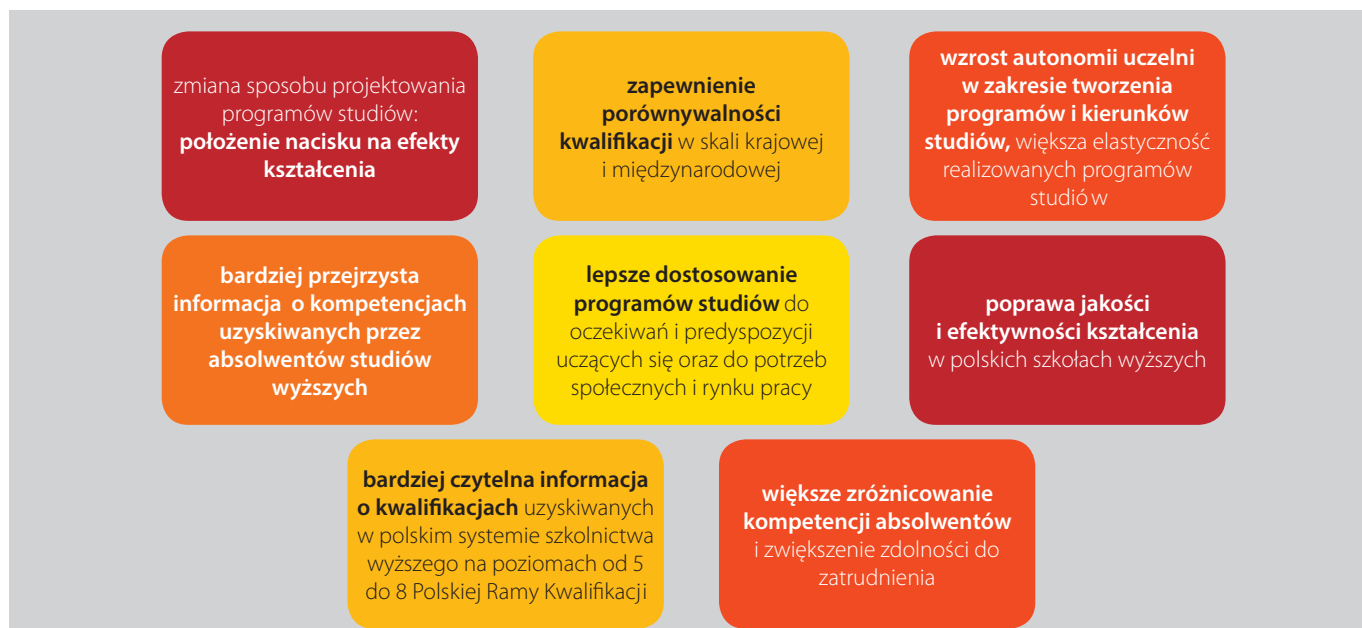 zmiana sposobu projektowania
programów studiów:
położenie nacisku na efekty
kształcenia
zapewnienie
porównywalności
kwalifikacji w skali krajowej
i międzynarodowej
wzrost autonomii uczelni
w zakresie tworzenia
programów i kierunków
studiów, większa elastyczność
realizowanych programów
studió w
bardziej przejrzysta
informacja o kompetencjach
uzyskiwanych przez
absolwentów studiów
wyższych
lepsze dostosowanie
programów studiów do
oczekiwań i predyspozycji
uczących się oraz do potrzeb
społecznych i rynku pracy
poprawa jakości
i efektywności kształcenia
w polskich szkołach wyższych
bardziej czytelna informacja
o kwalifikacjach uzyskiwanych
w polskim systemie szkolnictwa
wyższego na poziomach od 5
do 8 Polskiej Ramy Kwalifikacji
większe zróżnicowanie
kompetencji absolwentów
i zwiększenie zdolności do
zatrudnienia